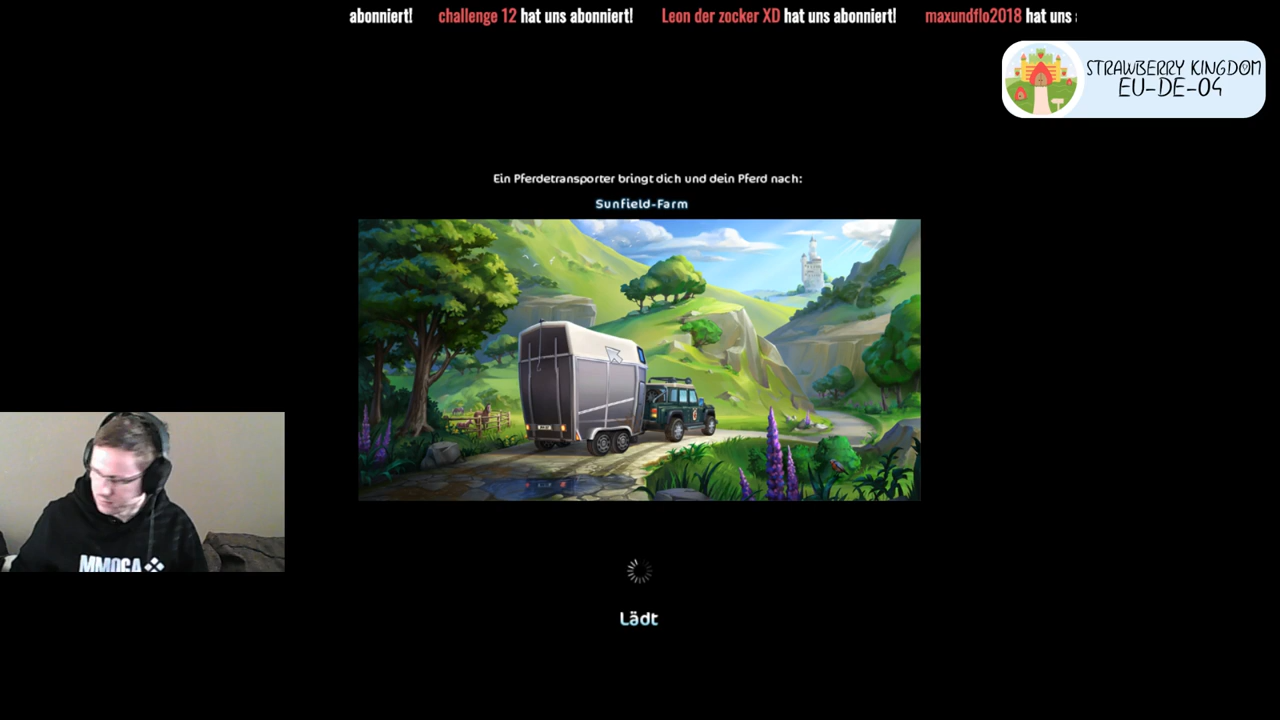 abonniert! challenge 12 hat uns abonniert! Leon der zocker XD hat uns abonniert! maxundflo2018 hat uns
STRAWBERRY KINGDOM
EU-DE-04
Ein Pferdetransporter bringt dich und dein Pferd nach:
Sunfield-Farm
MMOGA
Lädt